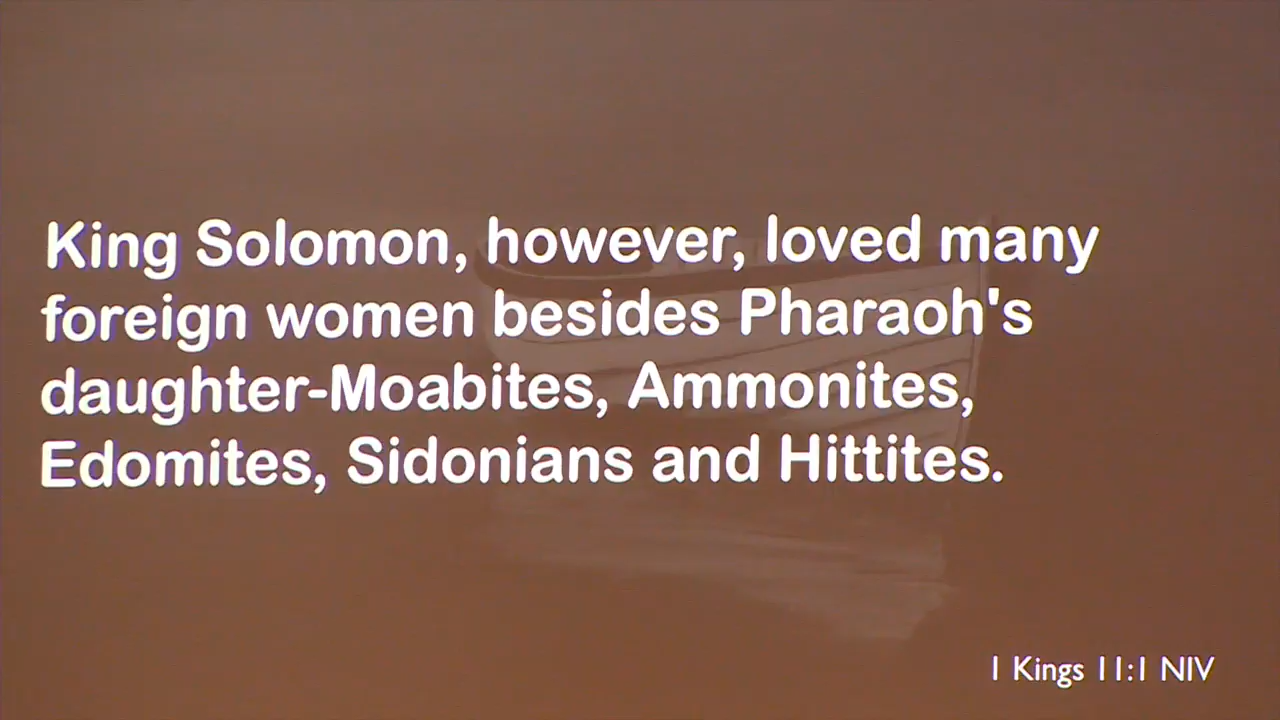 King Solomon, however, loved many
foreign women besides Pharaoh's
daughter-Moabites, Ammonites,
Edomites, Sidonians and Hittites.
1 Kings 11:1 NIV